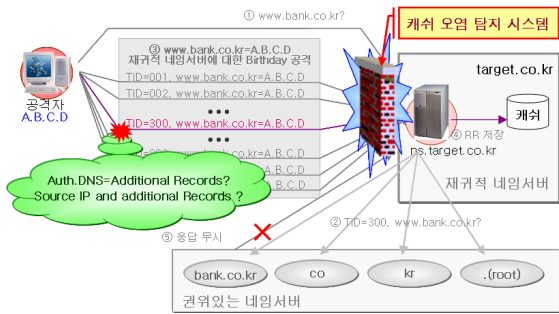 ① www.bank.co.kr?
캐쉬 오염 탐지 시스템
③ www.bank.co.kr=A.B.C.D
재귀적 네임서버에 대한 Birthday 공격
TID=001, www.bank.co.kr=A.B.C.D
TID=002, www.bank.co.kr=A.B.C.D
...
TID=300, www.bank.co.kr=A.B.C.D
...
공격자
A.B.C.D
target.co.kr
캐쉬
④ RR 저장
ns.target.co.kr
재귀적 네임서버
Auth.DNS=Additional Records?
Source IP and additional Records ?
② TID=300, www.bank.co.kr?
⑤ 응답 무시
bank.co.kr
co
kr
.(root)
권위있는 네임서버